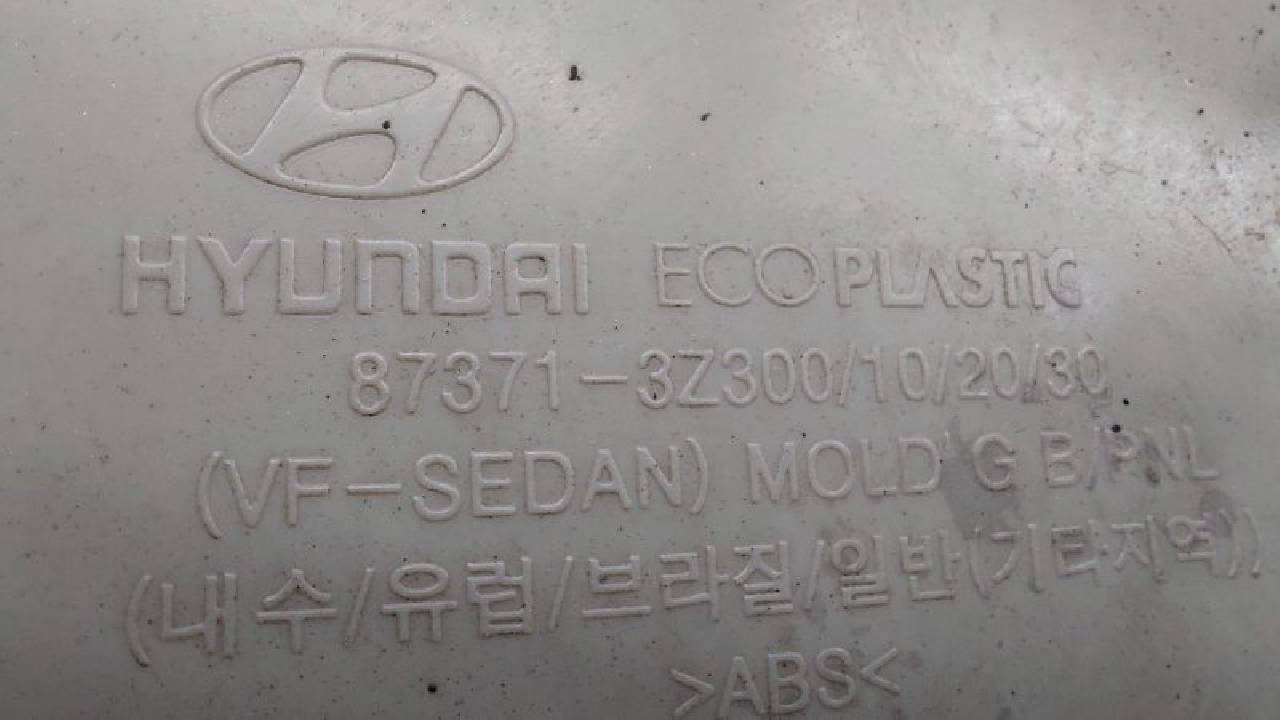 HYUNDAI ECOPLASTIC
87371-3Z300/10/20/30
(VF-SEDAN) MOLD'G B/PNL
(내수/유럽/브라질/일반(기타지역))
>ABS<